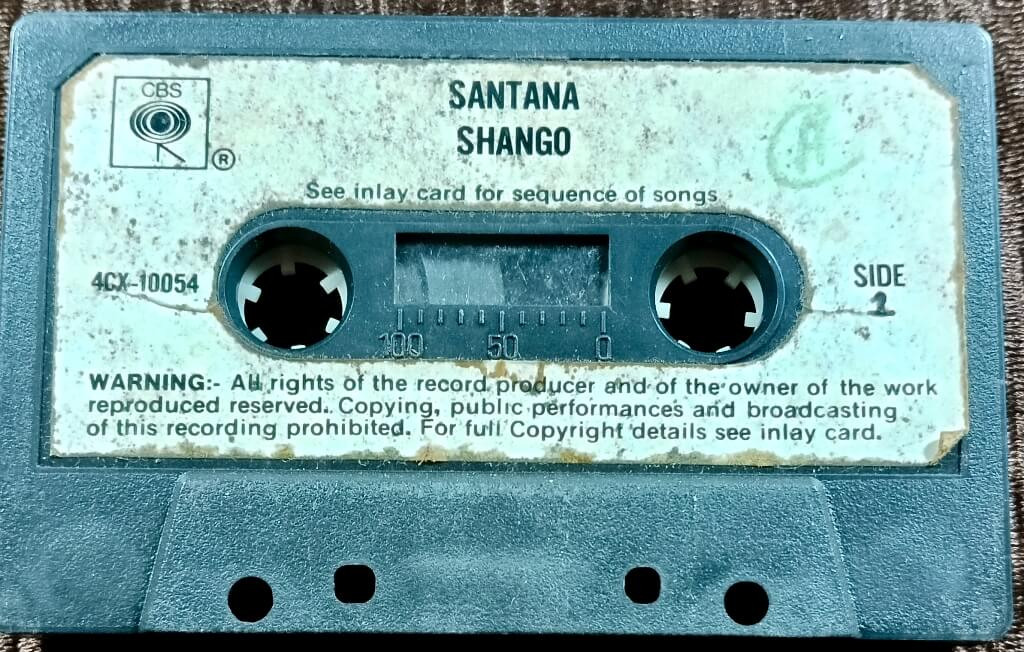 CBS
®
SANTANA
SHANGO
See inlay card for sequence of songs
4CX-10054
SIDE
1
100 50 0
WARNING:- All rights of the record producer and of the owner of the work
reproduced reserved. Copying, public performances and broadcasting
of this recording prohibited. For full Copyright details see inlay card.